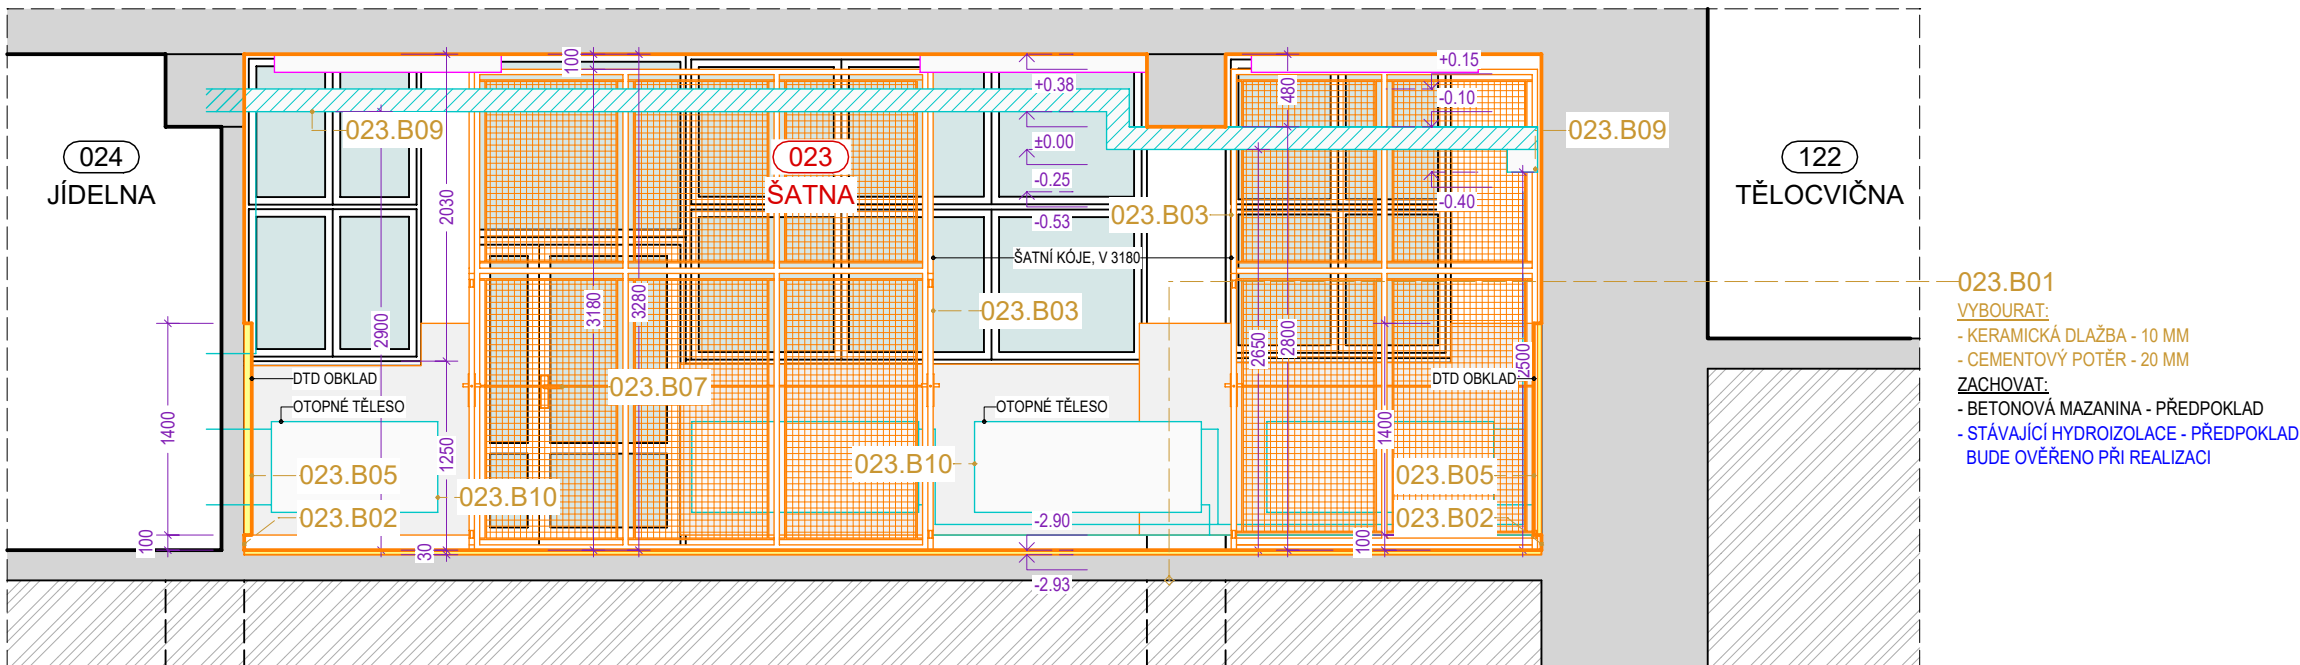 024
JÍDELNA
023
ŠATNA
122
TĚLOCVIČNA
023.B09
023.B09
023.B03
023.B03
023.B07
023.B05
023.B02
023.B10
023.B10
023.B05
023.B02
DTD OBKLAD
OTOPNÉ TĚLESO
ŠATNÍ KÓJE, V 3180
OTOPNÉ TĚLESO
DTD OBKLAD
100
2030
2900
3180
3280
1400
1250
100
30
480
2650
2800
1400
2500
100
+0.38
±0.00
-0.25
-0.53
-2.90
-2.93
+0.15
-0.10
-0.40
023.B01
VYBOURAT:
- KERAMICKÁ DLAŽBA - 10 MM
- CEMENTOVÝ POTĚR - 20 MM
ZACHOVAT:
- BETONOVÁ MAZANINA - PŘEDPOKLAD
- STÁVAJÍCÍ HYDROIZOLACE - PŘEDPOKLAD
BUDE OVĚŘENO PŘI REALIZACI